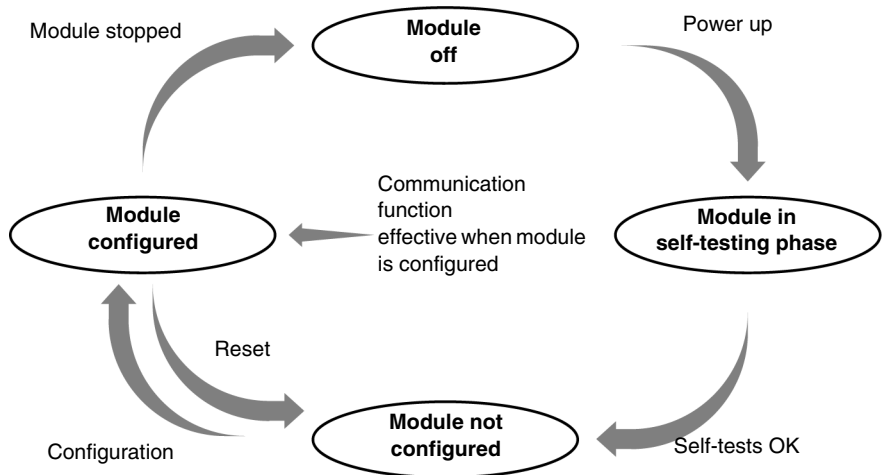 Module stopped
Module
off
Power up
Module
configured
Communication
function
effective when module
is configured
Module in
self-testing phase
Reset
Configuration
Module not
configured
Self-tests OK